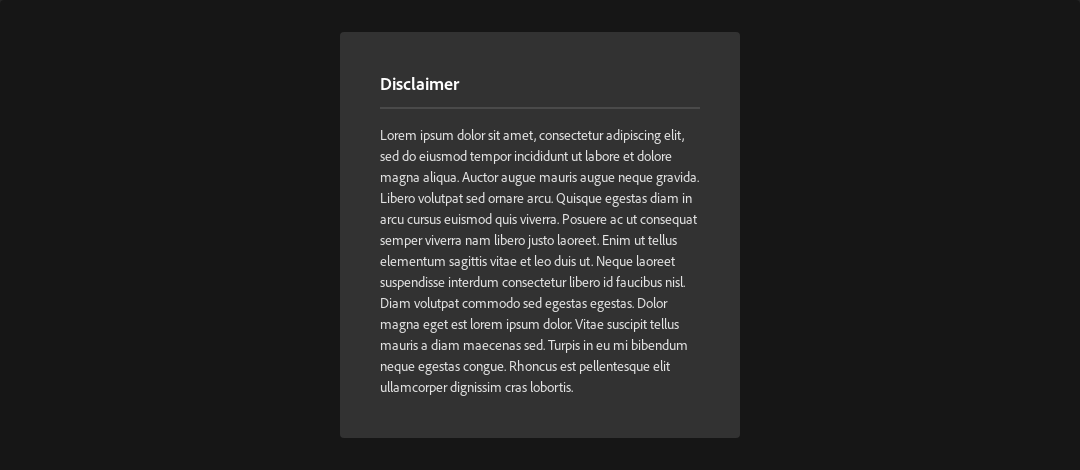 Disclaimer
Lorem ipsum dolor sit amet, consectetur adipiscing elit,
sed do eiusmod tempor incididunt ut labore et dolore
magna aliqua. Auctor augue mauris augue neque gravida.
Libero volutpat sed ornare arcu. Quisque egestas diam in
arcu cursus euismod quis viverra. Posuere ac ut consequat
semper viverra nam libero justo laoreet. Enim ut tellus
elementum sagittis vitae et leo duis ut. Neque laoreet
suspendisse interdum consectetur libero id faucibus nisl.
Diam volutpat commodo sed egestas egestas. Dolor
magna eget est lorem ipsum dolor. Vitae suscipit tellus
mauris a diam maecenas sed. Turpis in eu mi bibendum
neque egestas congue. Rhoncus est pellentesque elit
ullamcorper dignissim cras lobortis.